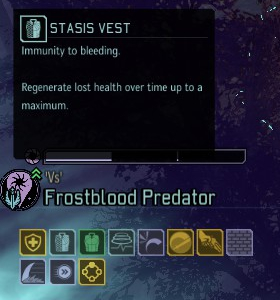 STASIS VEST
Immunity to bleeding.
Regenerate lost health over time up to a
maximum.
'Vs'
Frostblood Predator